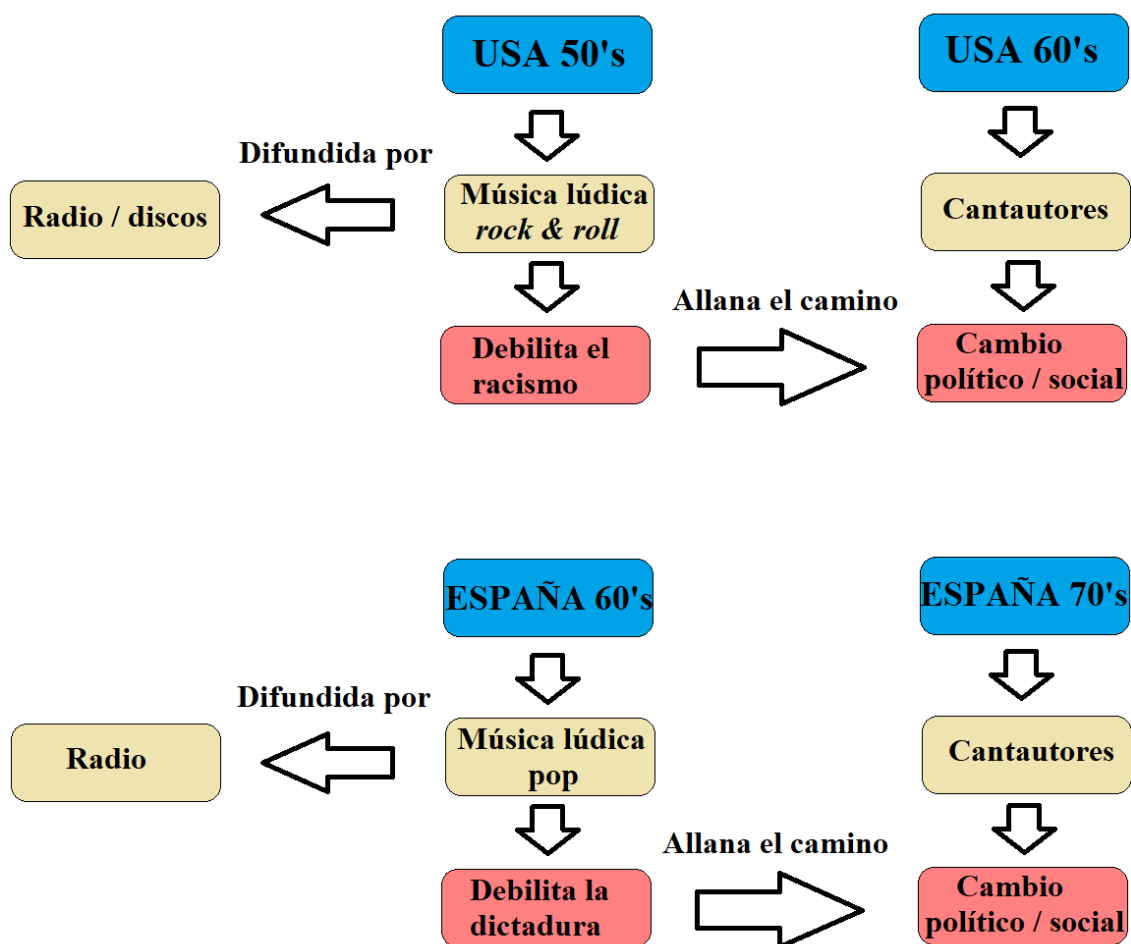 USA 50's
USA 60's
Difundida por
Radio / discos
Música lúdica
rock & roll
Cantautores
Allana el camino
Debilita el
racismo
Cambio
político / social
ESPAÑA 60's
ESPAÑA 70's
Difundida por
Radio
Música lúdica
pop
Cantautores
Allana el camino
Debilita la
dictadura
Cambio
político / social